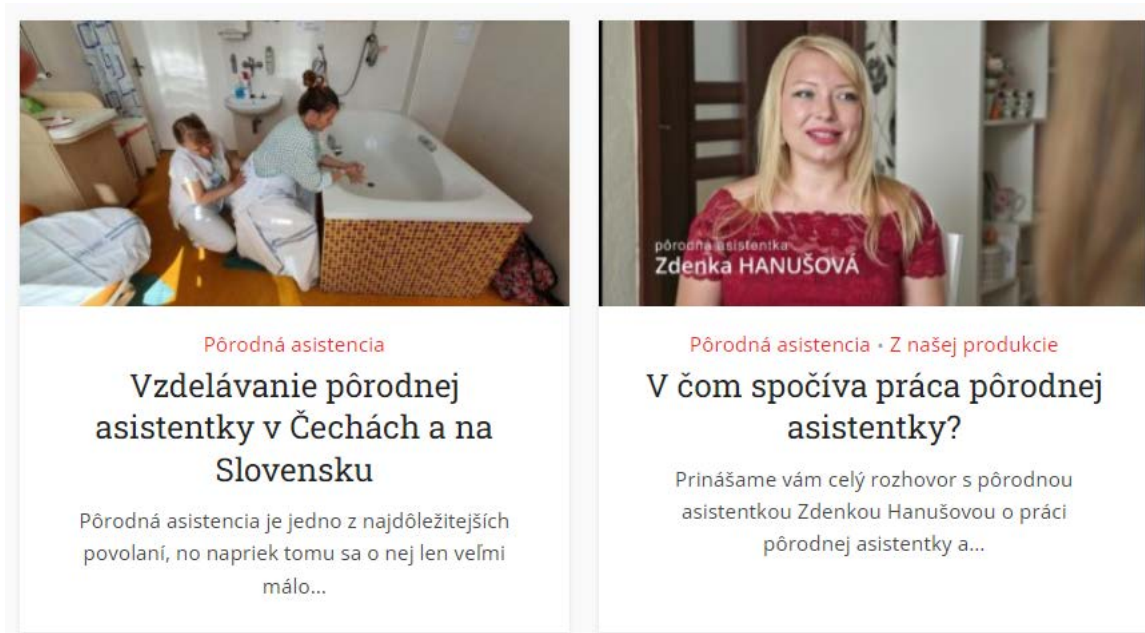 Pôrodná asistencia
Vzdelávanie pôrodnej
asistentky v Čechách a na
Slovensku
Pôrodná asistencia je jedno z najdôležitejších
povolaní, no napriek tomu sa o nej len veľmi
málo...
pôrodná asistentka
Zdenka HANUŠOVÁ
Pôrodná asistencia • Z našej produkcie
V čom spočíva práca pôrodnej
asistentky?
Prinášame vám celý rozhovor s pôrodnou
asistentkou Zdenkou Hanušovou o práci
pôrodnej asistentky a...